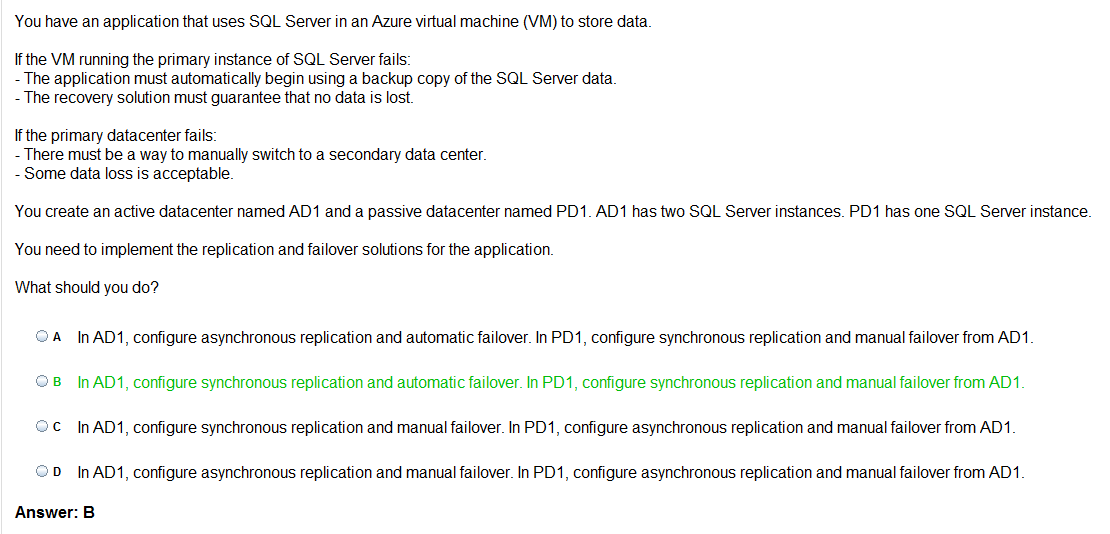 You have an application that uses SQL Server in an Azure virtual machine (VM) to store data.
If the VM running the primary instance of SQL Server fails:
- The application must automatically begin using a backup copy of the SQL Server data.
- The recovery solution must guarantee that no data is lost.
If the primary datacenter fails:
- There must be a way to manually switch to a secondary data center.
- Some data loss is acceptable.
You create an active datacenter named AD1 and a passive datacenter named PD1. AD1 has two SQL Server instances. PD1 has one SQL Server instance.
You need to implement the replication and failover solutions for the application.
What should you do?
A In AD1, configure asynchronous replication and automatic failover. In PD1, configure synchronous replication and manual failover from AD1.
B In AD1, configure synchronous replication and automatic failover. In PD1, configure synchronous replication and manual failover from AD1.
C In AD1, configure synchronous replication and manual failover. In PD1, configure asynchronous replication and manual failover from AD1.
D In AD1, configure asynchronous replication and manual failover. In PD1, configure asynchronous replication and manual failover from AD1.
Answer: B